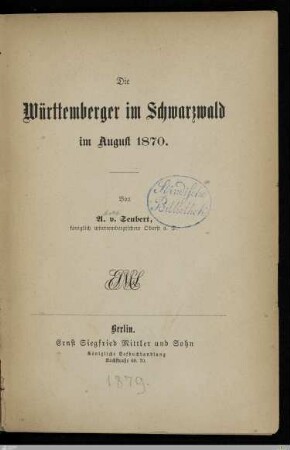 Die
Württemberger im Schwarzwald
im August 1870.
Von
A. v. Seubert,
königlich württembergischem Oberst a. D.
Bibliothek
Berlin.
Ernst Siegfried Mittler und Sohn
Königliche Hofbuchhandlung
Kochstraße 69. 70.
1879.